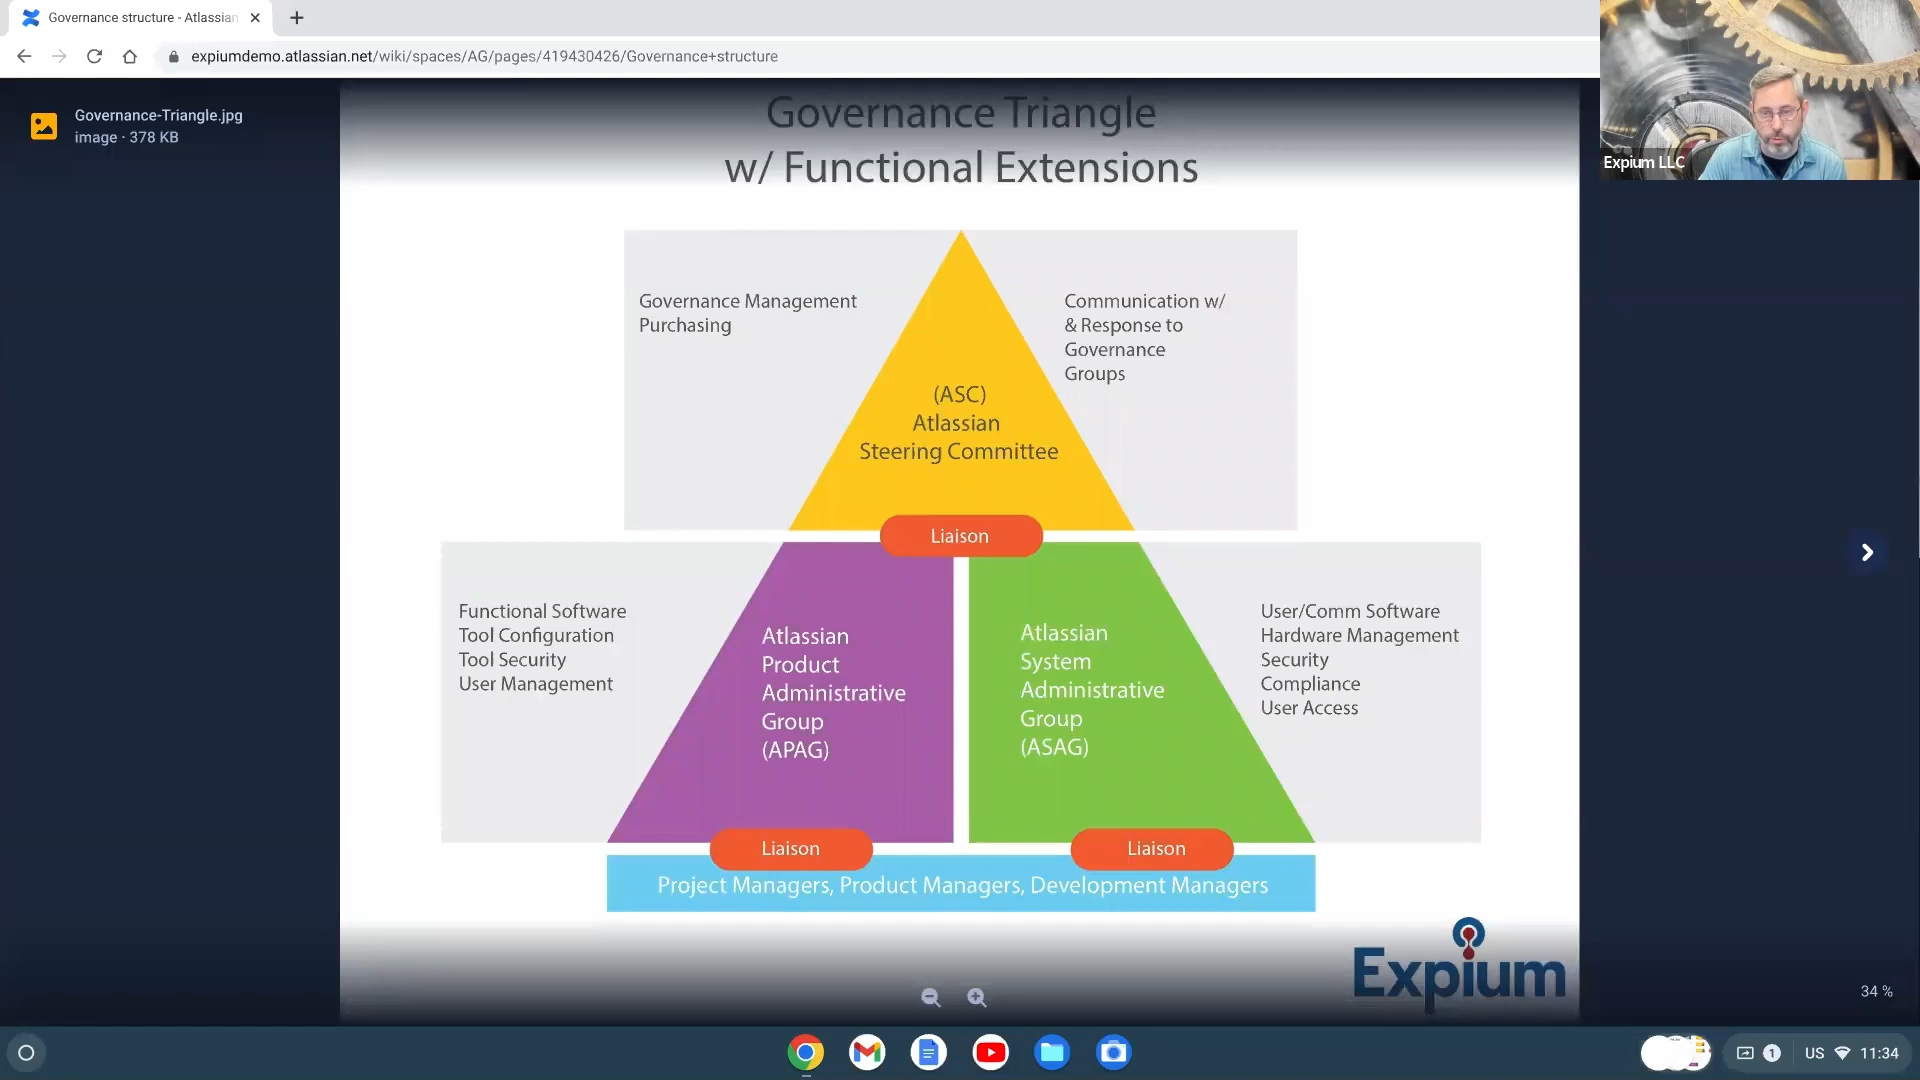 Governance structure - Atlassian
expiumdemo.atlassian.net/wiki/spaces/AG/pages/419430426/Governance+structure
Expium LLC
Governance-Triangle.jpg
image · 378 KB
Governance Triangle
w/ Functional Extensions
Governance Management
Purchasing
Communication w/
& Response to
Governance
Groups
(ASC)
Atlassian
Steering Committee
Liaison
Functional Software
Tool Configuration
Tool Security
User Management
Atlassian
Product
Administrative
Group
(APAG)
Atlassian
System
Administrative
Group
(ASAG)
User/Comm Software
Hardware Management
Security
Compliance
User Access
Liaison
Liaison
Project Managers, Product Managers, Development Managers
Expium
34 %
1
US
11:34